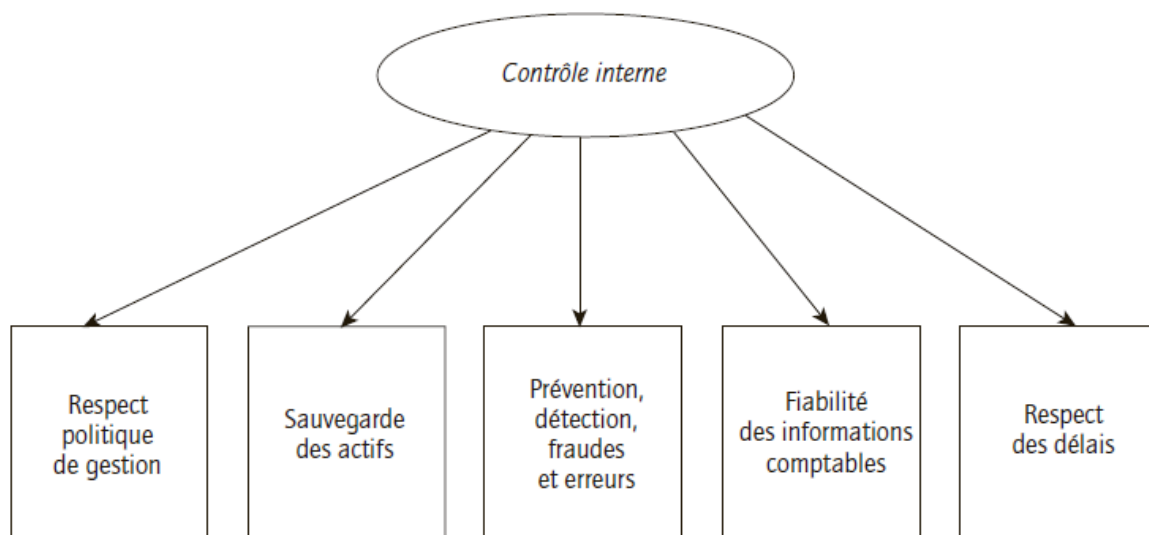 Contrôle interne
Respect
politique
de gestion
Sauvegarde
des actifs
Prévention,
détection,
fraudes
et erreurs
Fiabilité
des informations
comptables
Respect
des délais